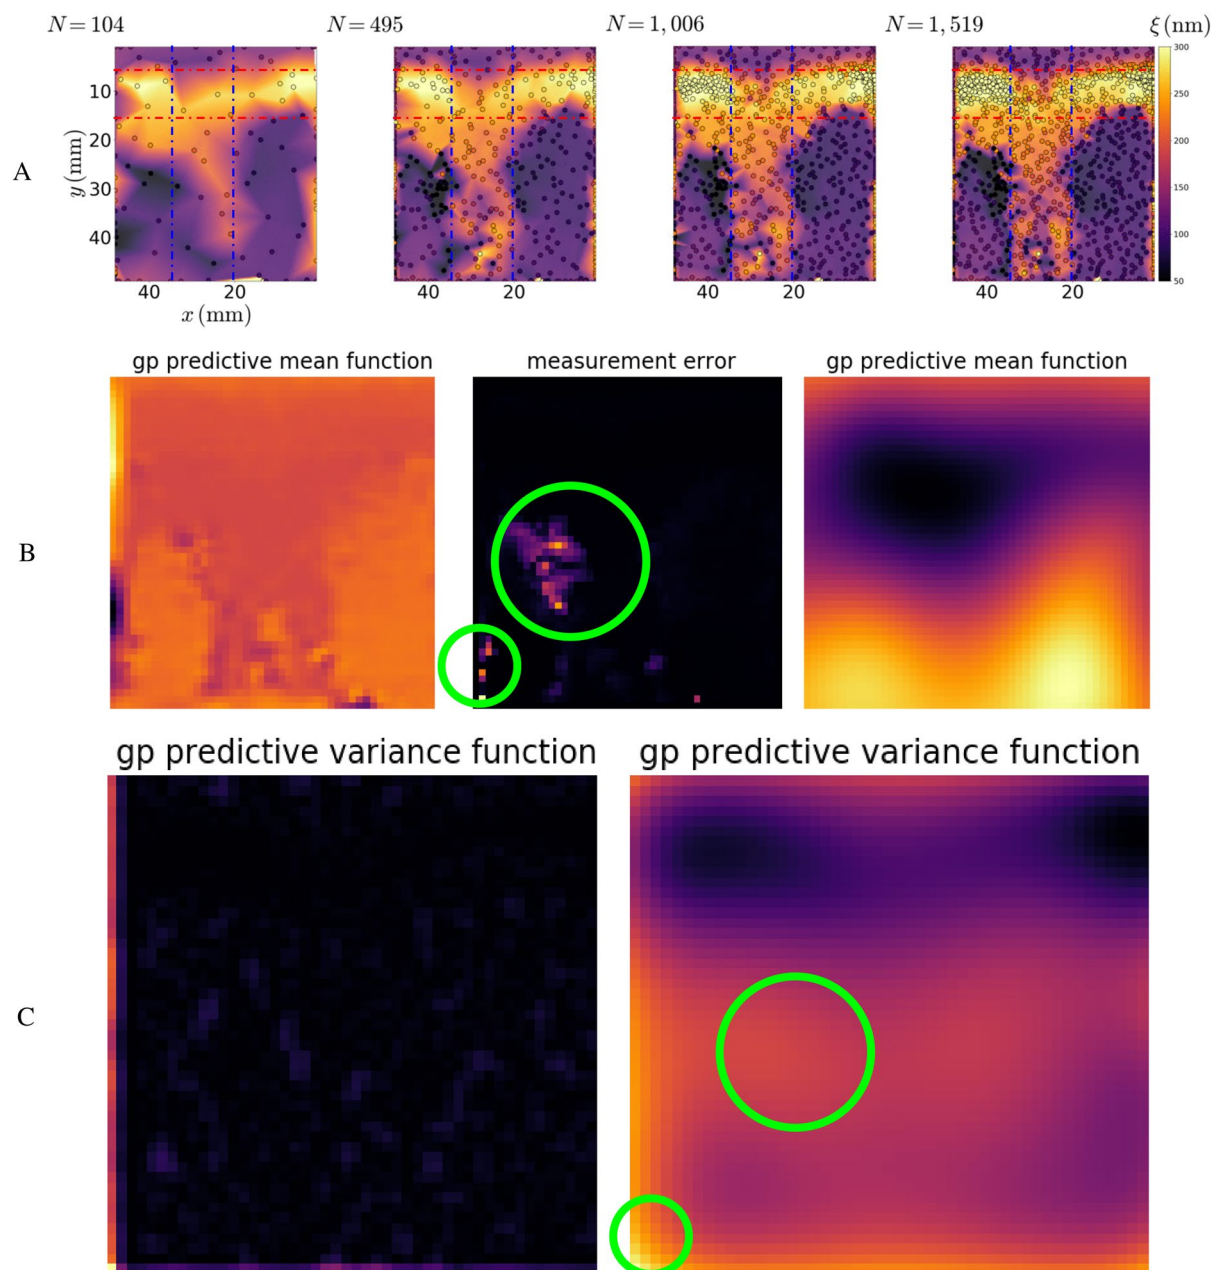 N = 104 N = 495 N = 1,006 N = 1,519 ξ (nm)
300
10
250
20
A
y (mm)
200
30
150
40
100
50
40 20 40 20 40 20 40 20
x (mm)
gp predictive mean function measurement error gp predictive mean function
B
gp predictive variance function gp predictive variance function
C